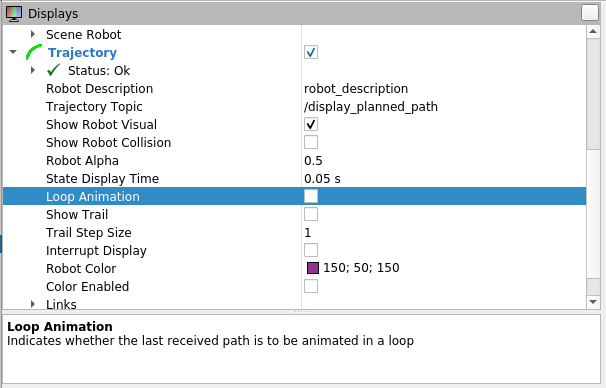 Displays
Scene Robot
Trajectory
Status: Ok
Robot Description robot_description
Trajectory Topic /display_planned_path
Show Robot Visual
Show Robot Collision
Robot Alpha 0.5
State Display Time 0.05 s
Loop Animation
Show Trail
Trail Step Size 1
Interrupt Display
Robot Color 150; 50; 150
Color Enabled
Links
Loop Animation
Indicates whether the last received path is to be animated in a loop